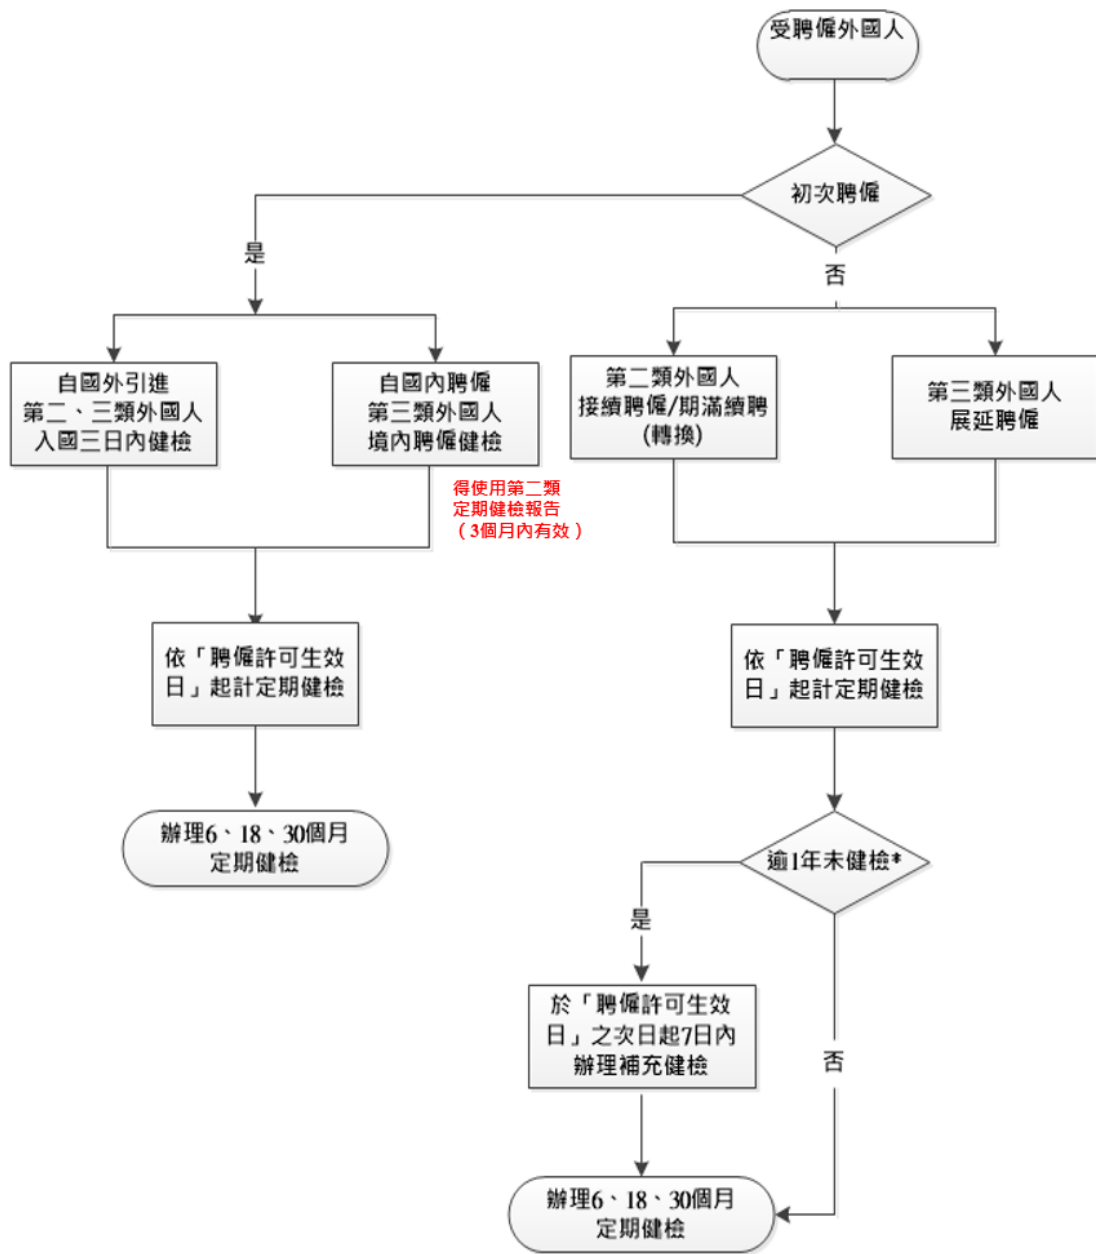 受聘僱外國人
初次聘僱
是
否
自國外引進
第二、三類外國人
入國三日內健檢
自國內聘僱
第三類外國人
境內聘僱健檢
第二類外國人
接續聘僱/期滿續聘
(轉換)
第三類外國人
展延聘僱
得使用第二類
定期健檢報告
（3個月內有效）
依「聘僱許可生效
日」起計定期健檢
依「聘僱許可生效
日」起計定期健檢
辦理6、18、30個月
定期健檢
逾1年未健檢*
是
否
於「聘僱許可生效
日」之次日起7日內
辦理補充健檢
辦理6、18、30個月
定期健檢